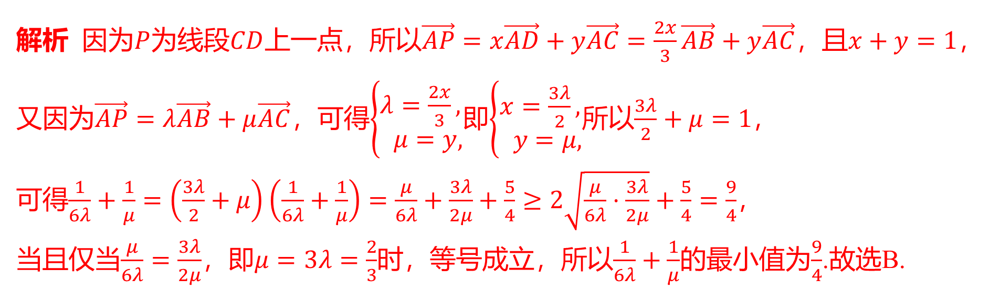 解析 因为$P$为线段$CD$上一点，所以$\overrightarrow{AP}=x\overrightarrow{AD}+y\overrightarrow{AC}=\frac{2x}{3}\overrightarrow{AB}+y\overrightarrow{AC}$，且$x+y=1$，
又因为$\overrightarrow{AP}=\lambda\overrightarrow{AB}+\mu\overrightarrow{AC}$，可得$\begin{cases}\lambda=\frac{2x}{3},\\ \mu=y,\end{cases}$即$\begin{cases}x=\frac{3\lambda}{2},\\ y=\mu,\end{cases}$所以$\frac{3\lambda}{2}+\mu=1$，
可得$\frac{1}{6\lambda}+\frac{1}{\mu}=\left(\frac{3\lambda}{2}+\mu\right)\left(\frac{1}{6\lambda}+\frac{1}{\mu}\right)=\frac{\mu}{6\lambda}+\frac{3\lambda}{2\mu}+\frac{5}{4}\geq 2\sqrt{\frac{\mu}{6\lambda}\cdot\frac{3\lambda}{2\mu}}+\frac{5}{4}=\frac{9}{4}$，
当且仅当$\frac{\mu}{6\lambda}=\frac{3\lambda}{2\mu}$，即$\mu=3\lambda=\frac{2}{3}$时，等号成立，所以$\frac{1}{6\lambda}+\frac{1}{\mu}$的最小值为$\frac{9}{4}$.故选B.